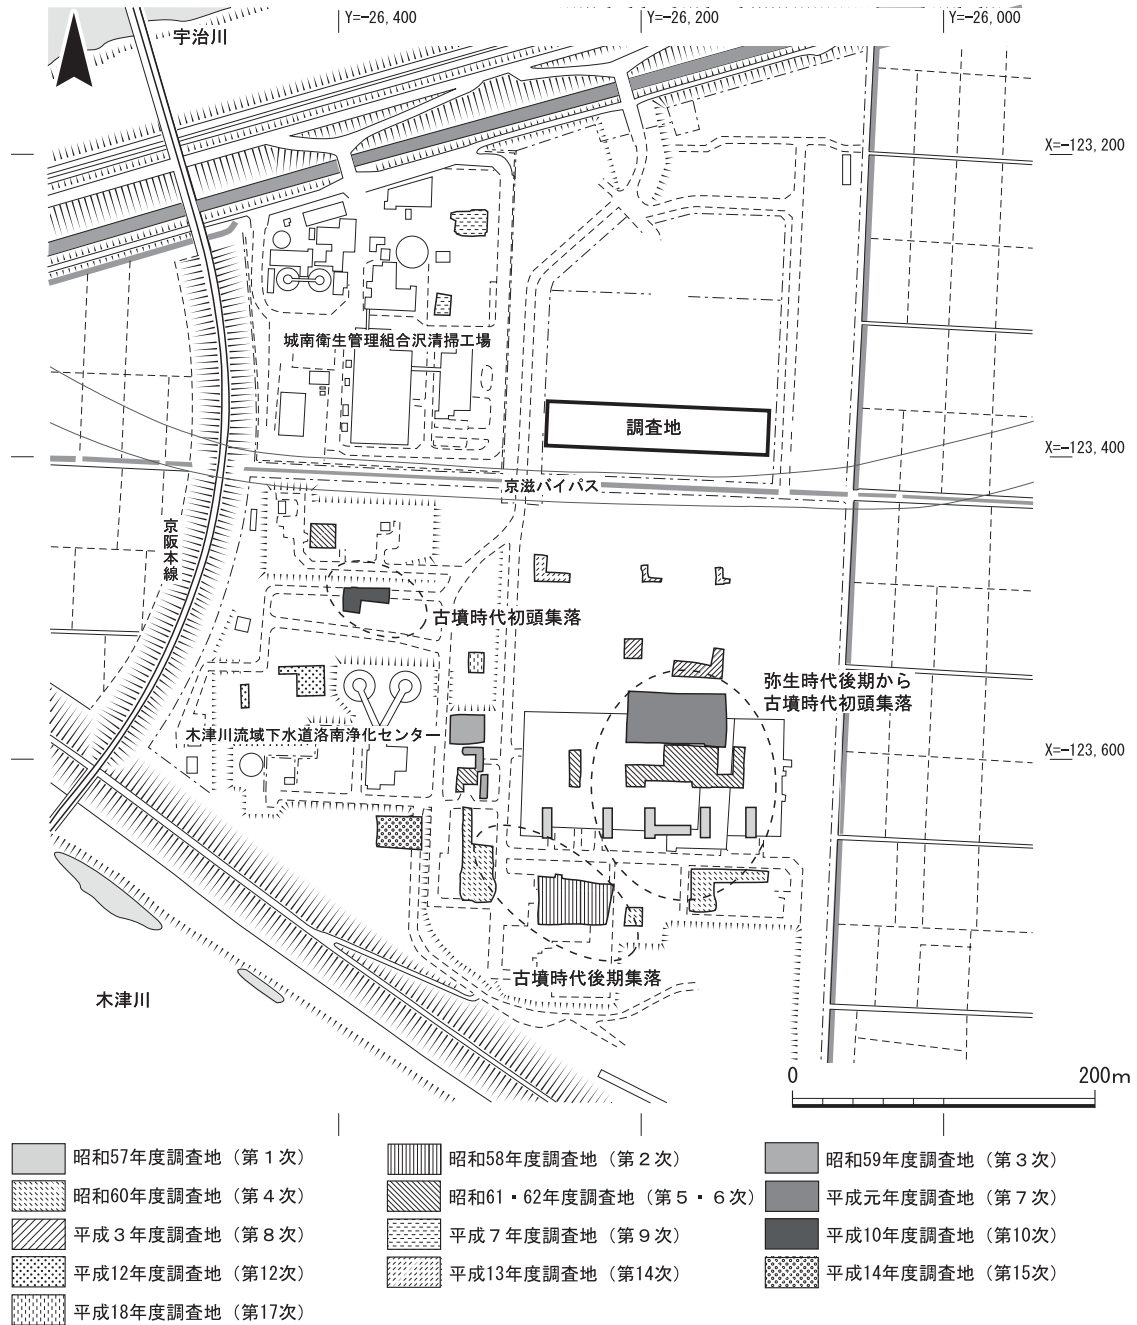 Y=-26,400
Y=-26,200
Y=-26,000
宇治川
X=-123,200
城南衛生管理組合沢清掃工場
調査地
X=-123,400
京滋バイパス
京阪本線
古墳時代初頭集落
弥生時代後期から
古墳時代初頭集落
木津川流域下水道洛南浄化センター
X=-123,600
古墳時代後期集落
木津川
0
200m
昭和57年度調査地（第１次）
昭和58年度調査地（第２次）
昭和59年度調査地（第３次）
昭和60年度調査地（第４次）
昭和61・62年度調査地（第５・６次）
平成元年度調査地（第７次）
平成３年度調査地（第８次）
平成７年度調査地（第９次）
平成10年度調査地（第10次）
平成12年度調査地（第12次）
平成13年度調査地（第14次）
平成14年度調査地（第15次）
平成18年度調査地（第17次）